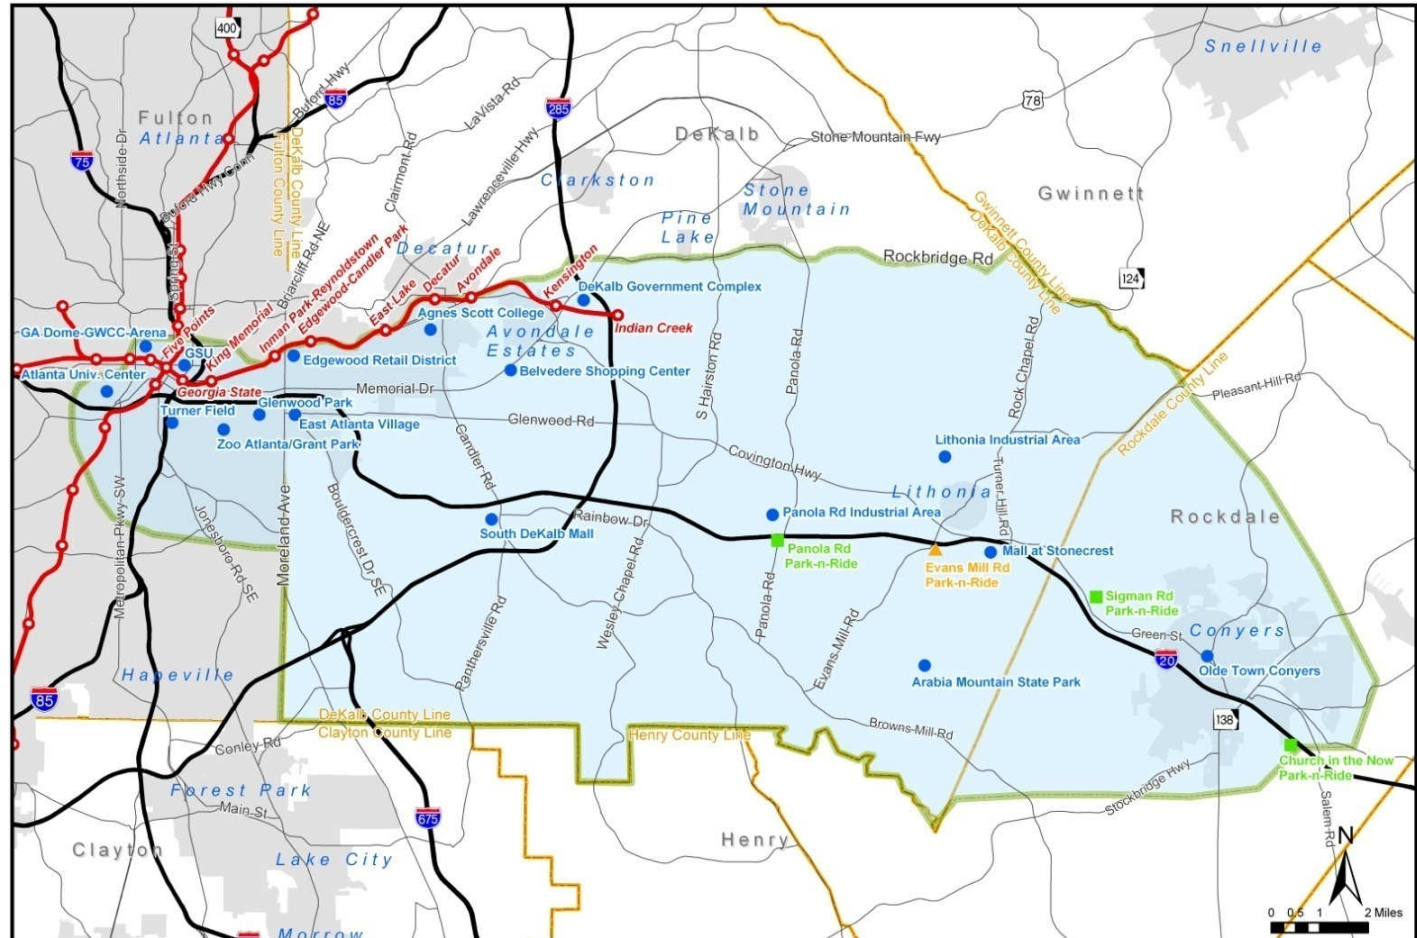 400
Snellville
Buford Hwy
85
285
LaVista Rd
78
Fulton
Atlanta
DeKalb
Stone Mountain Fwy
75
Northside Dr
DeKalb County Line
Fulton County Line
Clairmont Rd
Lawrenceville Hwy
Buford Hwy Conn
Clarkston
Stone
Mountain
Gwinnett
Pine
Lake
Gwinnett County Line
DeKalb County Line
Briarcliff Rd NE
Decatur
Rockbridge Rd
124
Inman Park-Reynoldstown
Edgewood-Candler Park
East Lake
Decatur
Avondale
Kensington
DeKalb Government Complex
Agnes Scott College
Indian Creek
Avondale
Estates
GA Dome-GWCC-Arena
Five Points
King Memorial
GSU
Edgewood Retail District
Belvedere Shopping Center
S Hairston Rd
Panola Rd
Rock Chapel Rd
Rockdale County Line
Pleasant Hill Rd
Atlanta Univ. Center
Georgia State
Memorial Dr
Turner Field
Glenwood Park
East Atlanta Village
Zoo Atlanta/Grant Park
Glenwood Rd
Candler Rd
Covington Hwy
Lithonia Industrial Area
Turner Hill Rd
Lithonia
Metropolitan Pkwy SW
Jonesboro Rd SE
Moreland Ave
Bouldercrest Dr SE
South DeKalb Mall
Rainbow Dr
Panola Rd Industrial Area
Rockdale
Panola Rd
Park-n-Ride
Evans Mill Rd
Park-n-Ride
Mall at Stonecrest
Sigman Rd
Park-n-Ride
Wesley Chapel Rd
Panola Rd
Panthersville Rd
Evans Mill Rd
Green St
Conyers
20
Olde Town Conyers
Hapeville
Arabia Mountain State Park
85
138
DeKalb County Line
Clayton County Line
Henry County Line
Browns Mill Rd
Conley Rd
Church in the Now
Park-n-Ride
Stockbridge Hwy
Salem Rd
Forest Park
Main St
675
Clayton
Lake City
Henry
N
Morrow
0 0.5 1 2 Miles